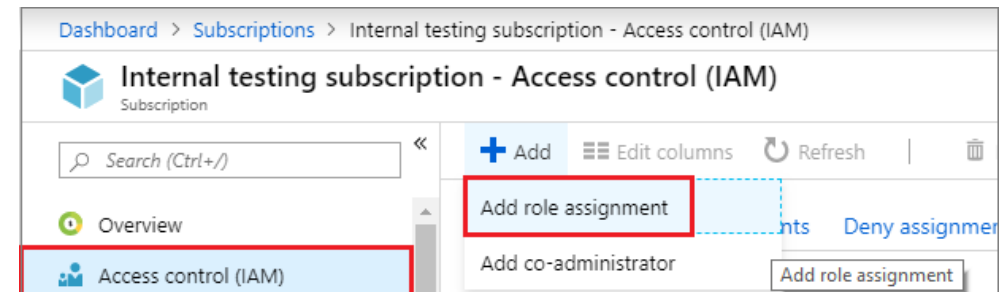 Dashboard > Subscriptions > Internal testing subscription - Access control (IAM)
Internal testing subscription - Access control (IAM)
Subscription
Search (Ctrl+/)
«
Add
Edit columns
Refresh
Overview
Access control (IAM)
Add role assignment
nts
Deny assignmen
Add co-administrator
Add role assignment